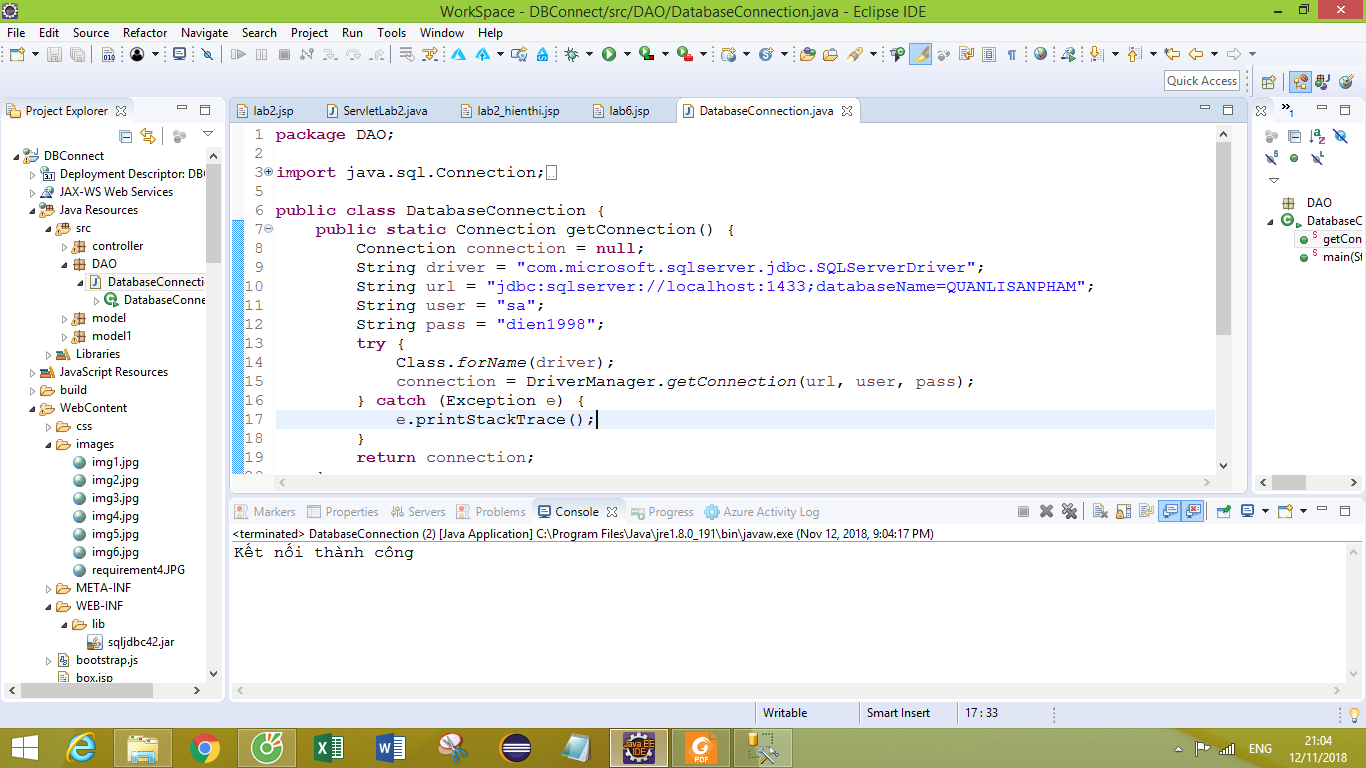 WorkSpace - DBConnect/src/DAO/DatabaseConnection.java - Eclipse IDE
File Edit Source Refactor Navigate Search Project Run Tools Window Help
Quick Access
Project Explorer
DBConnect
Deployment Descriptor: DB
JAX-WS Web Services
Java Resources
src
controller
DAO
DatabaseConnecti
DatabaseConne
model
model1
Libraries
JavaScript Resources
build
WebContent
css
images
img1.jpg
img2.jpg
img3.jpg
img4.jpg
img5.jpg
img6.jpg
requirement4.JPG
META-INF
WEB-INF
lib
sqljdbc42.jar
bootstrap.js
box.jsp
lab2.jsp ServletLab2.java lab2_hienthi.jsp lab6.jsp DatabaseConnection.java
1 package DAO;
2
3 import java.sql.Connection;
5
6 public class DatabaseConnection {
7 public static Connection getConnection() {
8 Connection connection = null;
9 String driver = "com.microsoft.sqlserver.jdbc.SQLServerDriver";
10 String url = "jdbc:sqlserver://localhost:1433;databaseName=QUANLISANPHAM";
11 String user = "sa";
12 String pass = "dien1998";
13 try {
14 Class.forName(driver);
15 connection = DriverManager.getConnection(url, user, pass);
16 } catch (Exception e) {
17 e.printStackTrace();
18 }
19 return connection;
1
DAO
DatabaseC
getCon
main(St
Markers Properties Servers Problems Console Progress Azure Activity Log
<terminated> DatabaseConnection (2) [Java Application] C:\Program Files\Java\jre1.8.0_191\bin\javaw.exe (Nov 12, 2018, 9:04:17 PM)
Kết nối thành công
Writable Smart Insert 17 : 33
ENG
21:04
12/11/2018